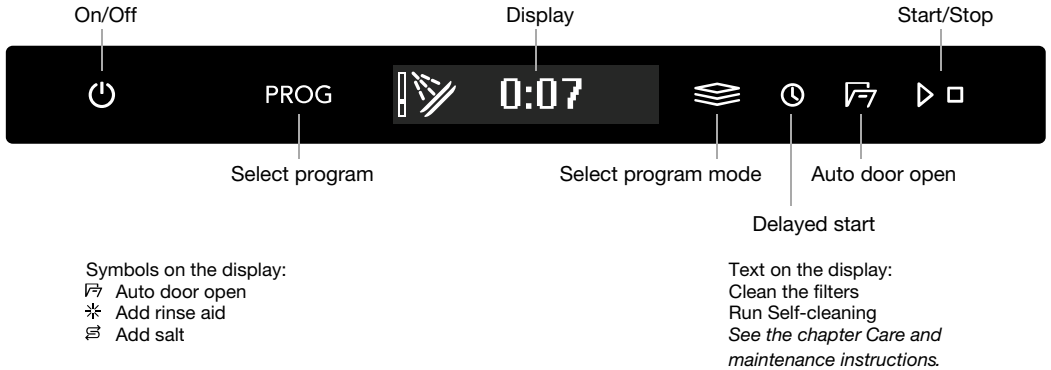 On/Off
Display
Start/Stop
PROG
0:07
Select program
Select program mode
Auto door open
Delayed start
Symbols on the display:
Auto door open
Add rinse aid
Add salt
Text on the display:
Clean the filters
Run Self-cleaning
See the chapter Care and
maintenance instructions.